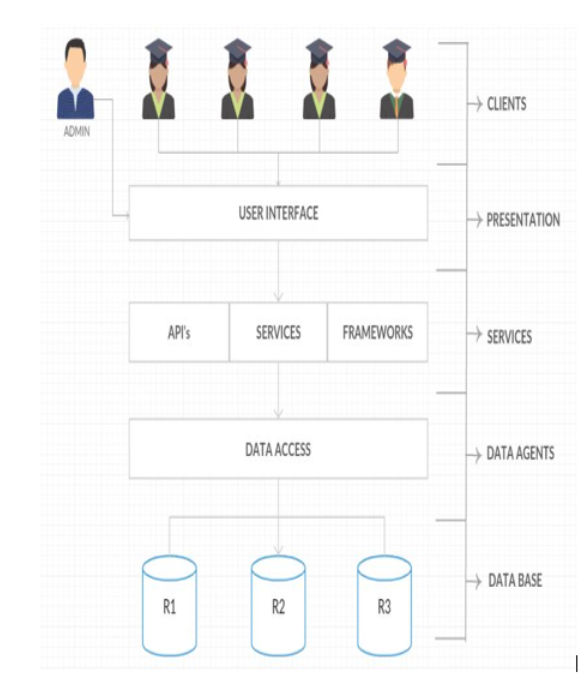 ADMIN
CLIENTS
USER INTERFACE
PRESENTATION
API's
SERVICES
FRAMEWORKS
SERVICES
DATA ACCESS
DATA AGENTS
R1
R2
R3
DATA BASE